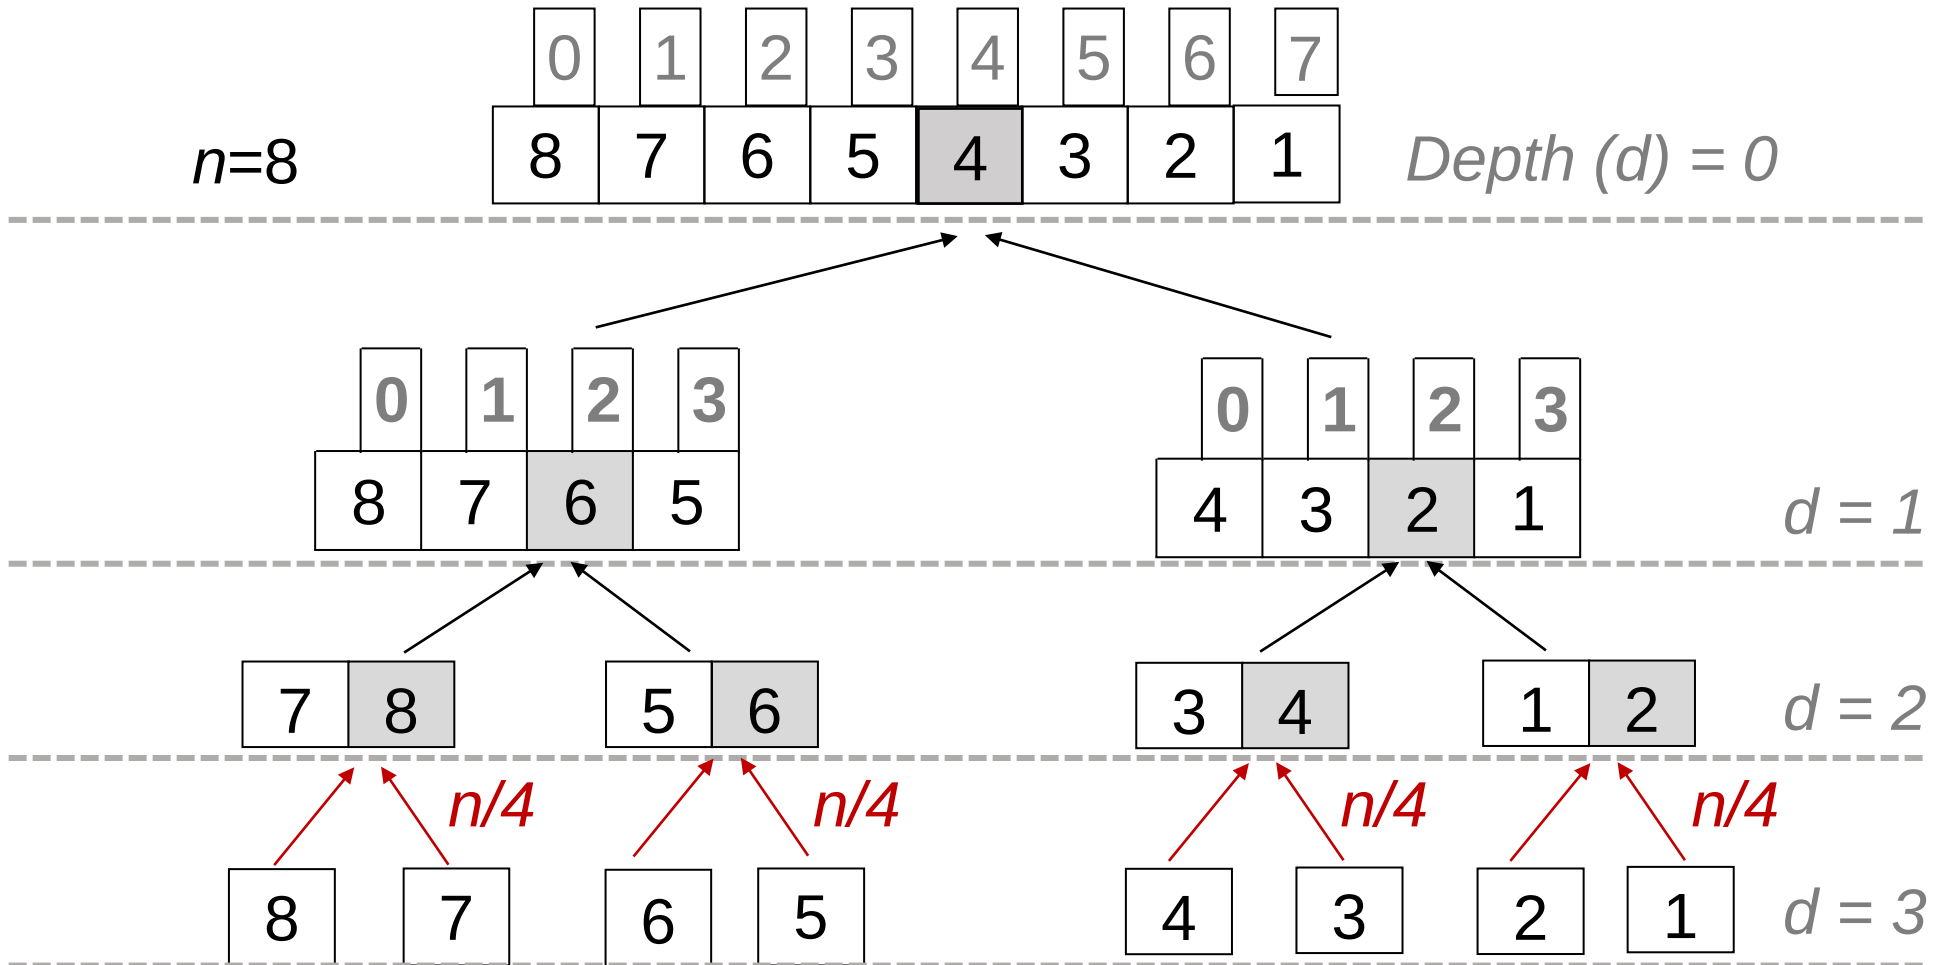 0 1 2 3 4 5 6 7
n=8 8 7 6 5 4 3 2 1 Depth (d) = 0
0 1 2 3 0 1 2 3
8 7 6 5 4 3 2 1 d = 1
7 8 5 6 3 4 1 2 d = 2
n/4 n/4 n/4 n/4
8 7 6 5 4 3 2 1 d = 3